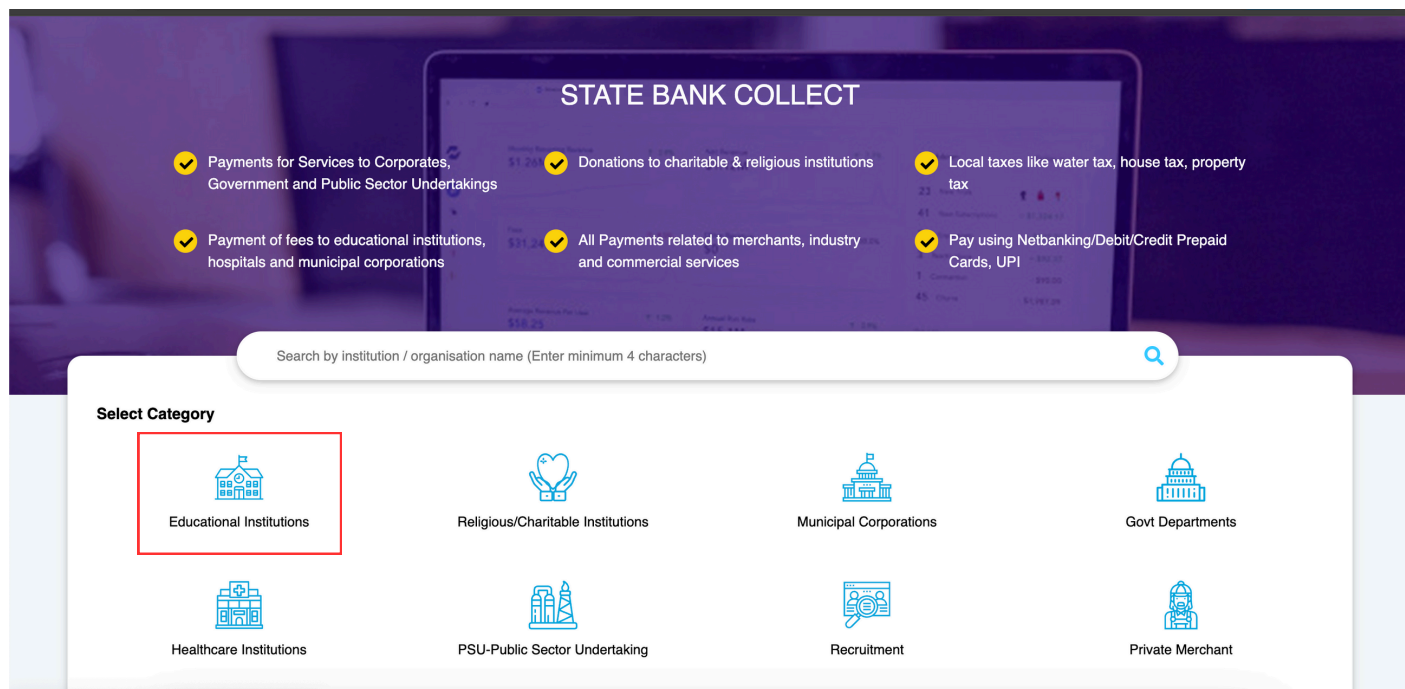 STATE BANK COLLECT
Payments for Services to Corporates,
Government and Public Sector Undertakings
Donations to charitable & religious institutions
Local taxes like water tax, house tax, property
tax
Payment of fees to educational institutions,
hospitals and municipal corporations
All Payments related to merchants, industry
and commercial services
Pay using Netbanking/Debit/Credit Prepaid
Cards, UPI
Search by institution / organisation name (Enter minimum 4 characters)
Select Category
Educational Institutions
Religious/Charitable Institutions
Municipal Corporations
Govt Departments
Healthcare Institutions
PSU-Public Sector Undertaking
Recruitment
Private Merchant